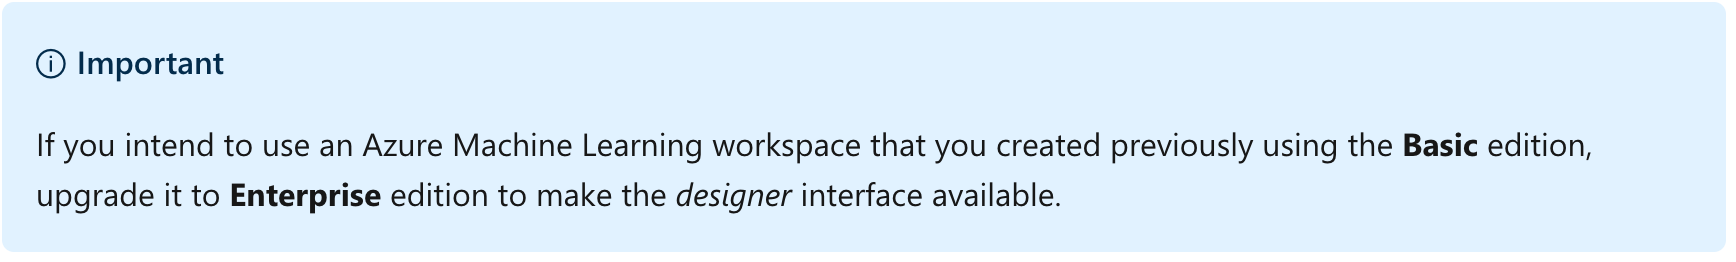 Important
If you intend to use an Azure Machine Learning workspace that you created previously using the Basic edition,
upgrade it to Enterprise edition to make the designer interface available.